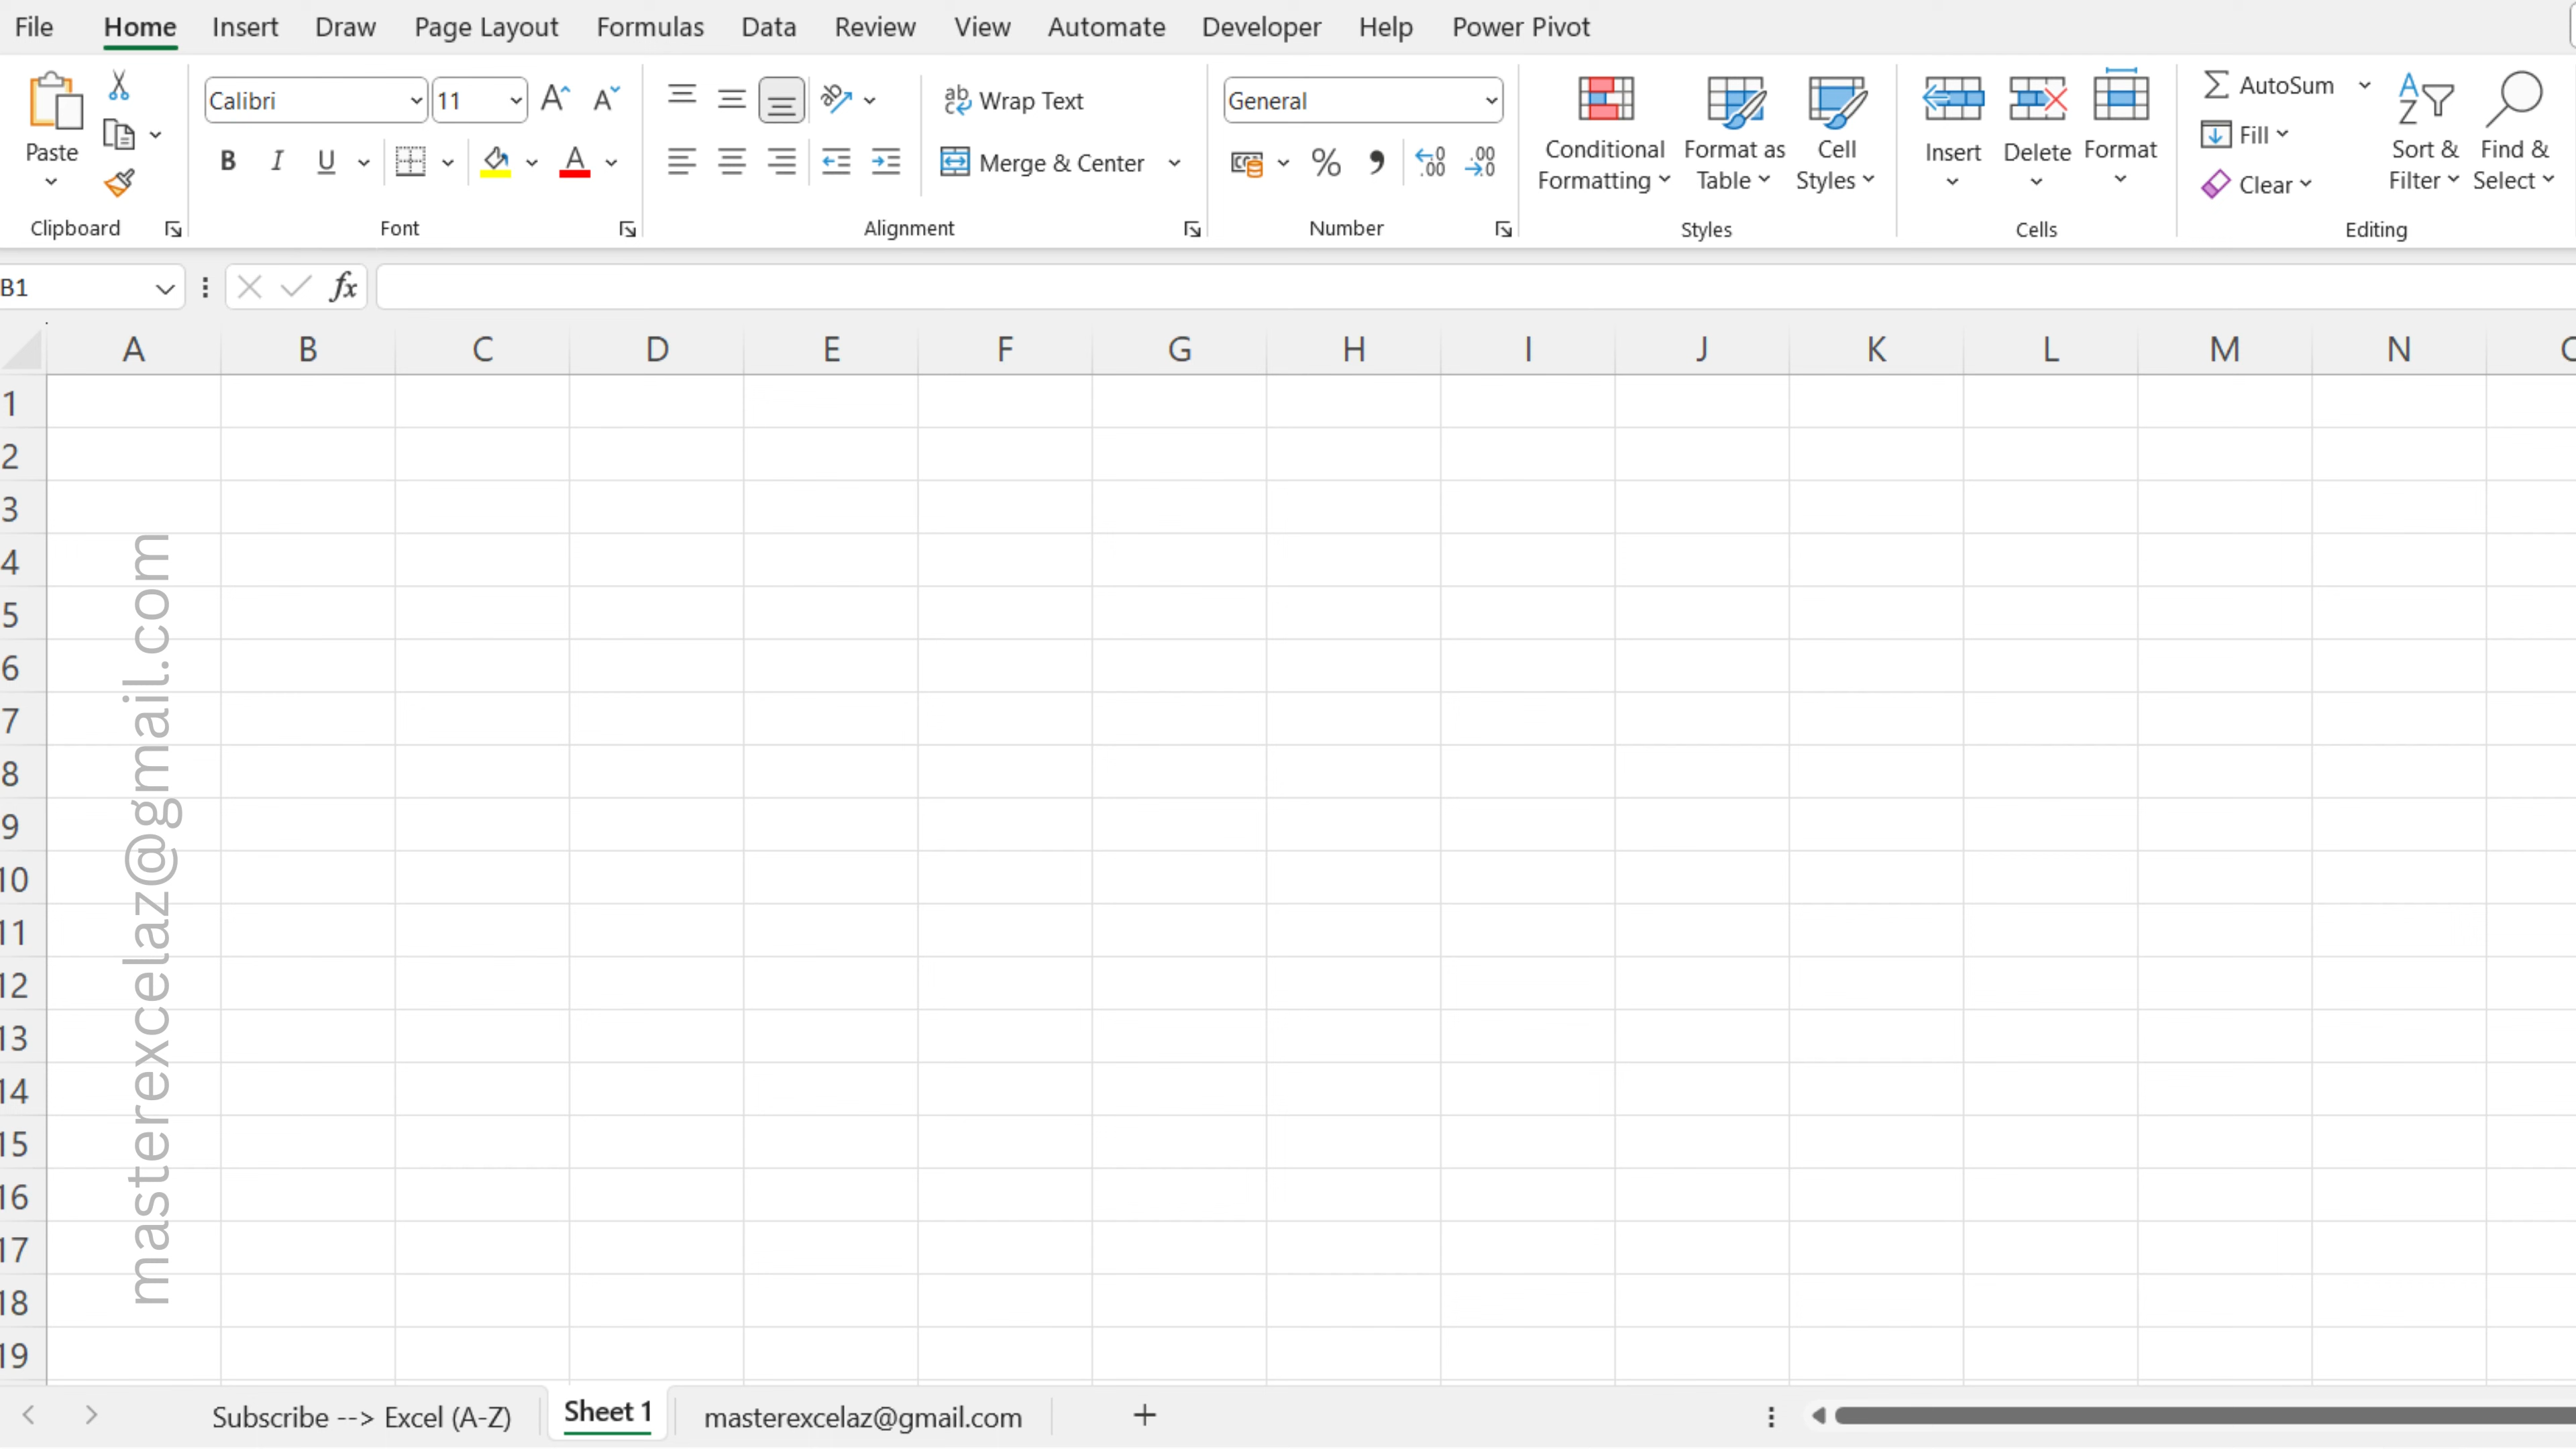 File Home Insert Draw Page Layout Formulas Data Review View Automate Developer Help Power Pivot
Calibri 11 Wrap Text General AutoSum
Paste B I U Merge & Center % Conditional Formatting Format as Table Cell Styles Insert Delete Format Fill Sort & Filter Find & Select
Clear
Clipboard Font Alignment Number Styles Cells Editing
B1 fx
A B C D E F G H I J K L M N
1
2
3
4
5
6
7
8
9
10
11
12
13
14
15
16
17
18
19
masterexcelaz@gmail.com
Subscribe --> Excel (A-Z) Sheet 1 masterexcelaz@gmail.com +